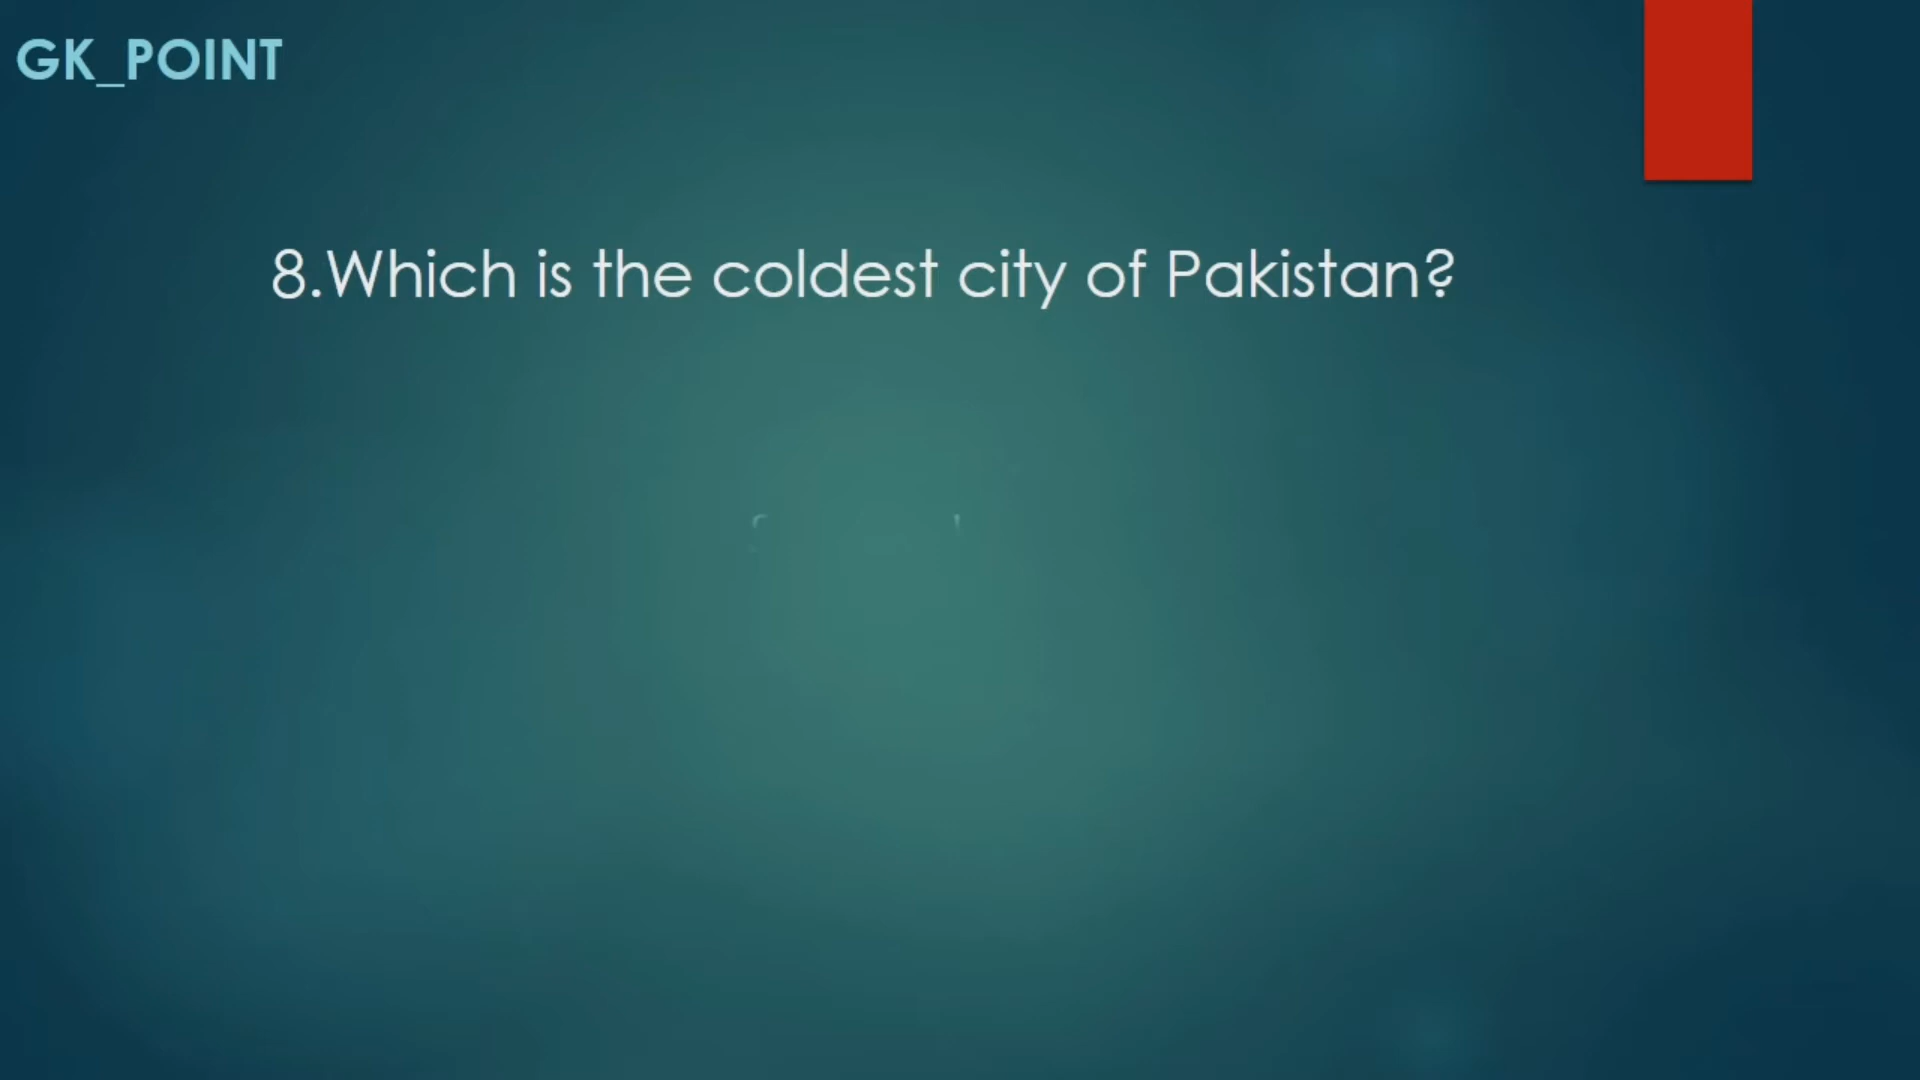 GK_POINT
8.Which is the coldest city of Pakistan?